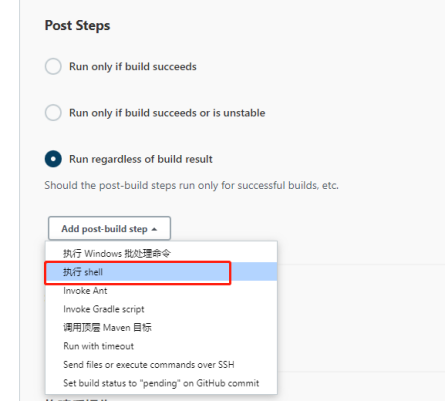 Post Steps
Run only if build succeeds
Run only if build succeeds or is unstable
Run regardless of build result
Should the post-build steps run only for successful builds, etc.
Add post-build step
执行 Windows 批处理命令
执行 shell
Invoke Ant
Invoke Gradle script
调用顶层 Maven 目标
Run with timeout
Send files or execute commands over SSH
Set build status to "pending" on GitHub commit